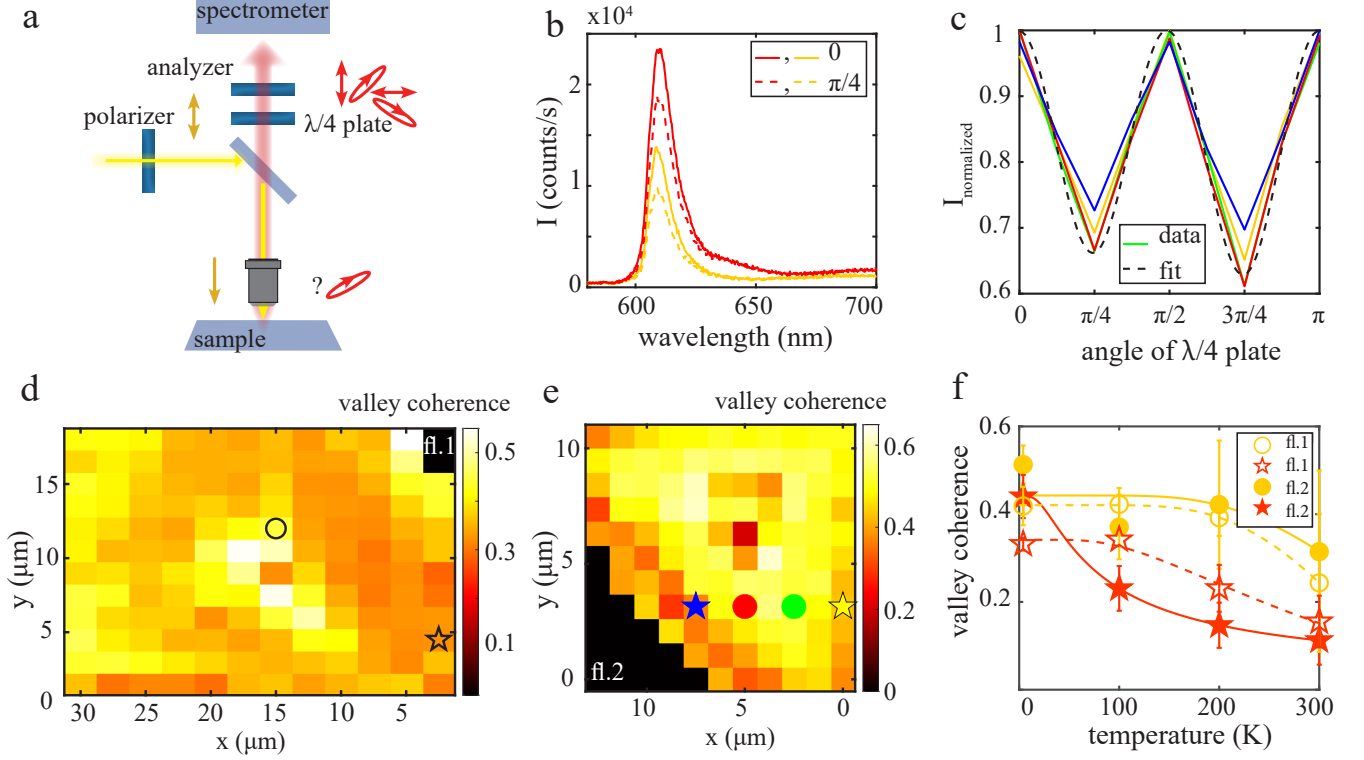 a
spectrometer
analyzer
λ/4 plate
polarizer
?
sample
b
x10⁴
I (counts/s)
2
1
0
, 0
, π/4
600
650
700
wavelength (nm)
c
I normalized
1
0.9
0.8
0.7
0.6
data
fit
0
π/4
π/2
3π/4
π
angle of λ/4 plate
d
valley coherence
fl.1
0.5
0.3
0.1
y (μm)
15
10
5
0
30
25
20
15
10
5
x (μm)
e
valley coherence
fl.2
0.6
0.4
0.2
0
y (μm)
10
5
0
10
5
0
x (μm)
f
valley coherence
0.6
0.4
0.2
fl.1
fl.1
fl.2
fl.2
0
100
200
300
temperature (K)